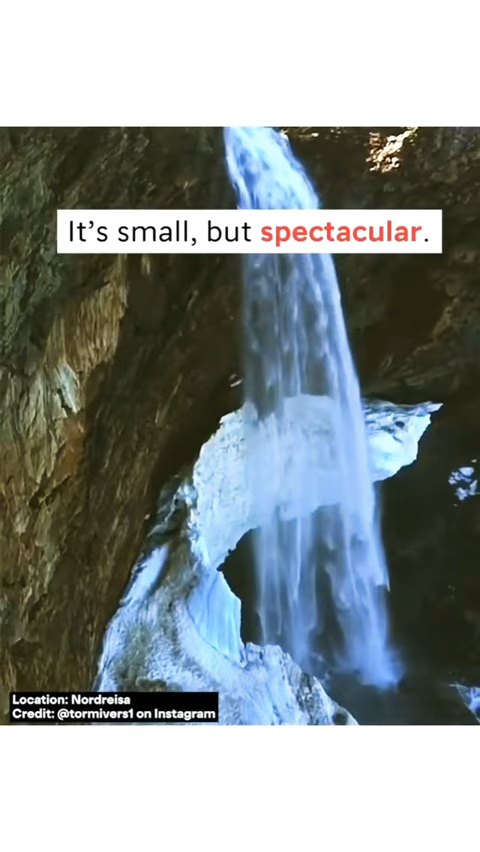 It’s small, but spectacular.
Location: Nordreisa
Credit: @tormivers1 on Instagram